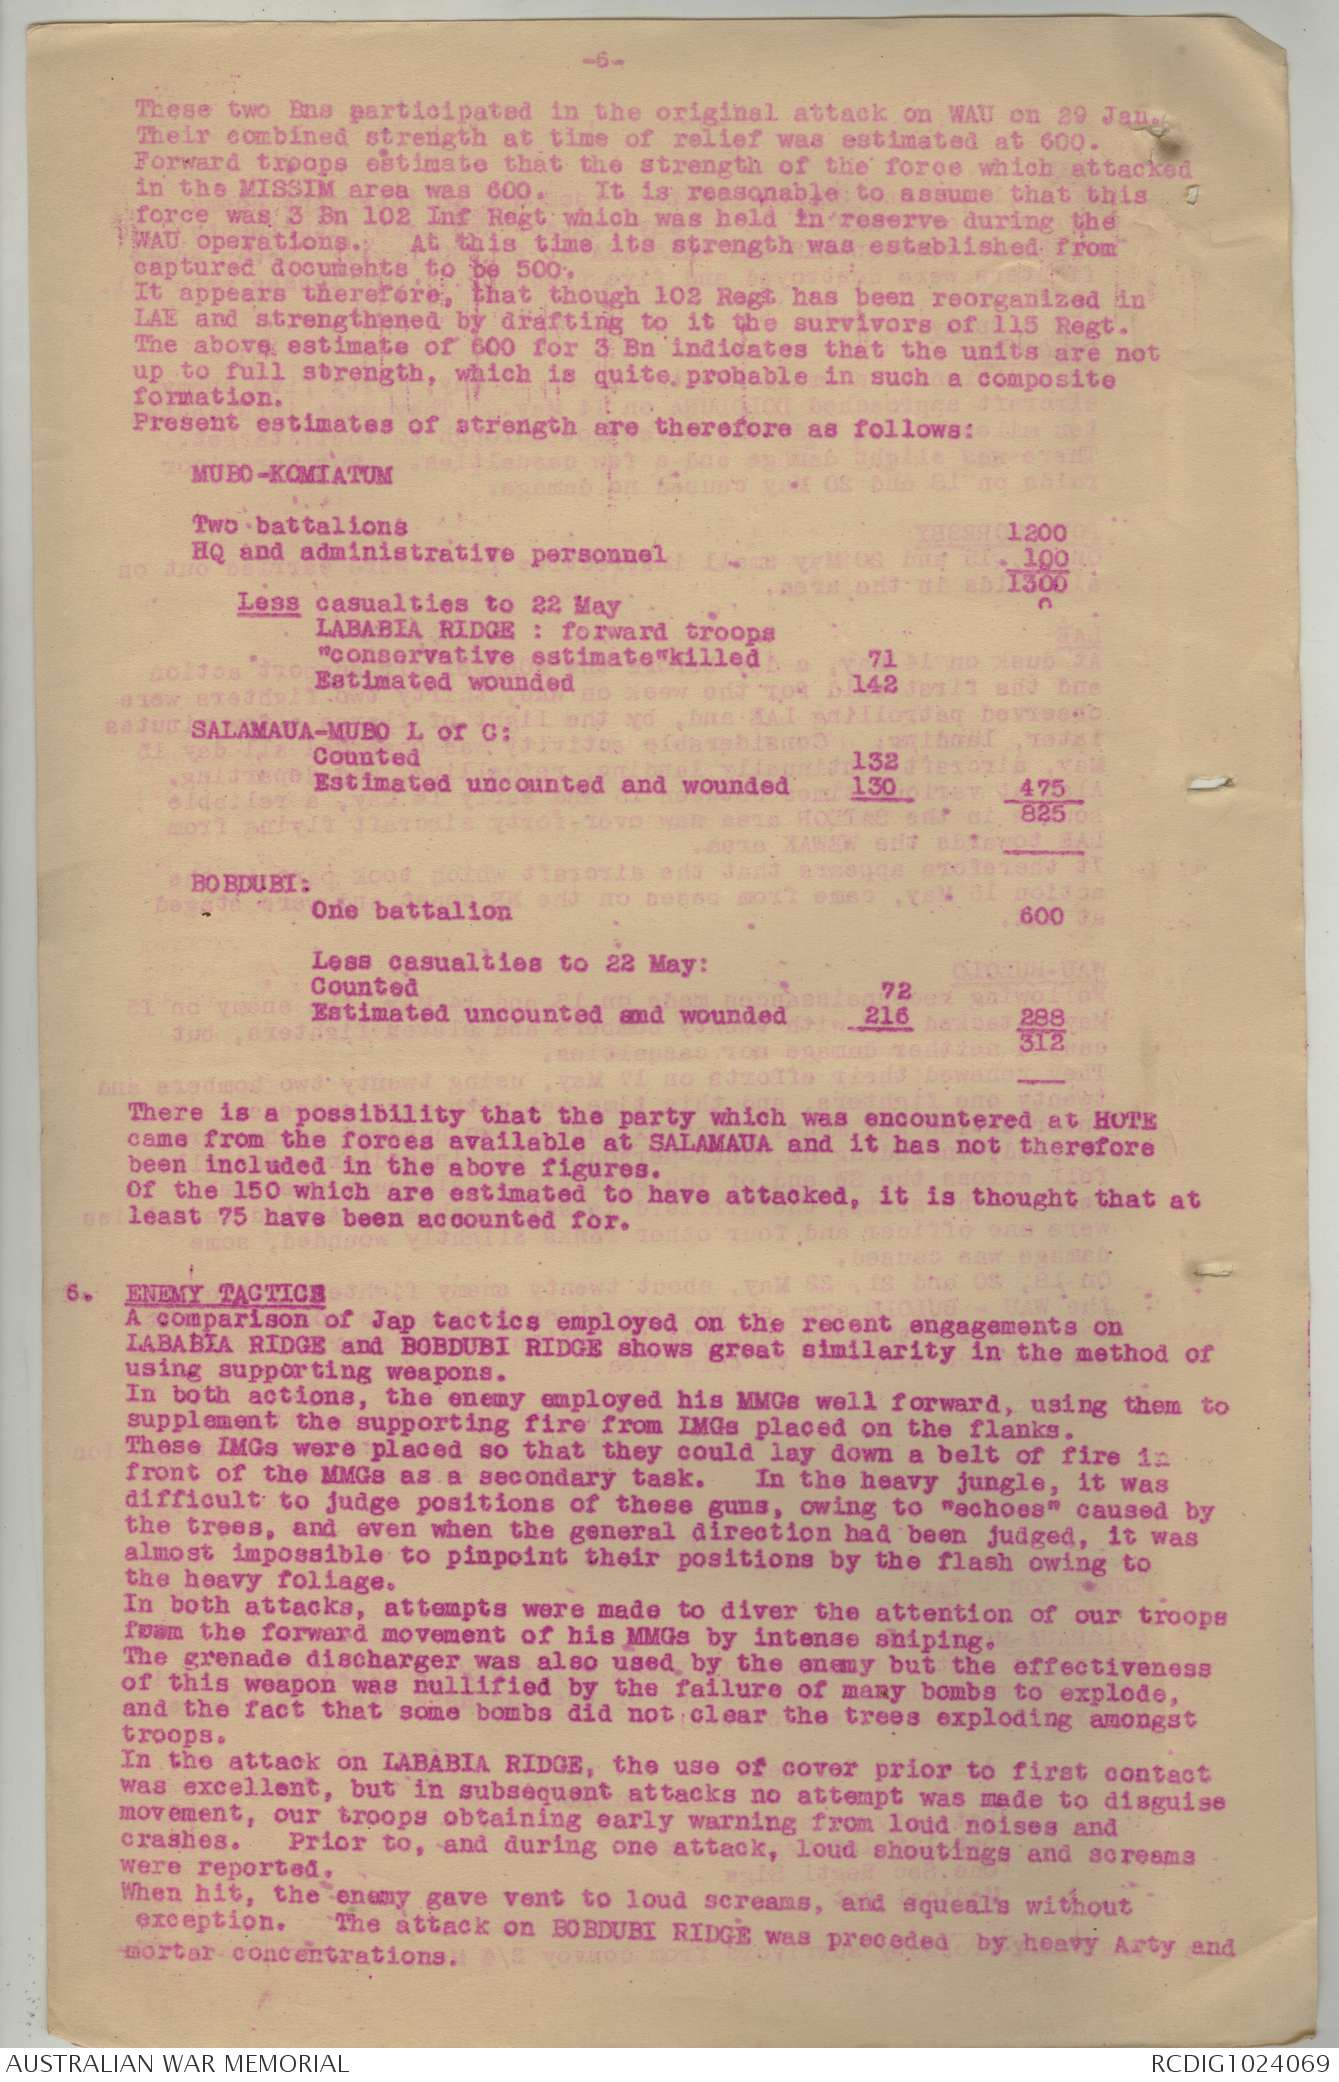 -6-
These two Bns participated in the original attack on WAU on 29 Jan.
Their combined strength at time of relief was estimated at 600.
Forward troops estimate that the strength of the force which attacked
in the MISSIM area was 600. It is reasonable to assume that this
force was 3 Bn 102 Inf Regt which was held in reserve during the
WAU operations. At this time its strength was established from
captured documents to be 500.
It appears therefore, that though 102 Regt has been reorganized in
LAE and strengthened by drafting to it the survivors of 115 Regt.
The above estimate of 600 for 3 Bn indicates that the units are not
up to full strength, which is quite probable in such a composite
formation.
Present estimates of strength are therefore as follows:
MUBO-KOMIATUM
Two battalions 1200
HQ and administrative personnel 100
1300
Less casualties to 22 May
LABABIA RIDGE : forward troops
"conservative estimate"killed 71
Estimated wounded 142
SALAMAUA-MUBO L of C:
Counted 132
Estimated uncounted and wounded 130 475
825
BOBDUBI:
One battalion 600
Less casualties to 22 May:
Counted 72
Estimated uncounted and wounded 216 288
312
There is a possibility that the party which was encountered at HOTE
came from the forces available at SALAMAUA and it has not therefore
been included in the above figures.
Of the 150 which are estimated to have attacked, it is thought that at
least 75 have been accounted for.
6. ENEMY TACTICS
A comparison of Jap tactics employed on the recent engagements on
LABABIA RIDGE and BOBDUBI RIDGE shows great similarity in the method of
using supporting weapons.
In both actions, the enemy employed his MMGs well forward, using them to
supplement the supporting fire from LMGs placed on the flanks.
These LMGs were placed so that they could lay down a belt of fire in
front of the MMGs as a secondary task. In the heavy jungle, it was
difficult to judge positions of these guns, owing to "echoes" caused by
the trees, and even when the general direction had been judged, it was
almost impossible to pinpoint their positions by the flash owing to
the heavy foliage.
In both attacks, attempts were made to diver the attention of our troops
from the forward movement of his MMGs by intense sniping.
The grenade discharger was also used by the enemy but the effectiveness
of this weapon was nullified by the failure of many bombs to explode,
and the fact that some bombs did not clear the trees exploding amongst
troops.
In the attack on LABABIA RIDGE, the use of cover prior to first contact
was excellent, but in subsequent attacks no attempt was made to disguise
movement, our troops obtaining early warning from loud noises and
crashes. Prior to, and during one attack, loud shoutings and screams
were reported.
When hit, the enemy gave vent to loud screams, and squeals without
exception. The attack on BOBDUBI RIDGE was preceded by heavy Arty and
mortar concentrations.
AUSTRALIAN WAR MEMORIAL RCDIG1024069